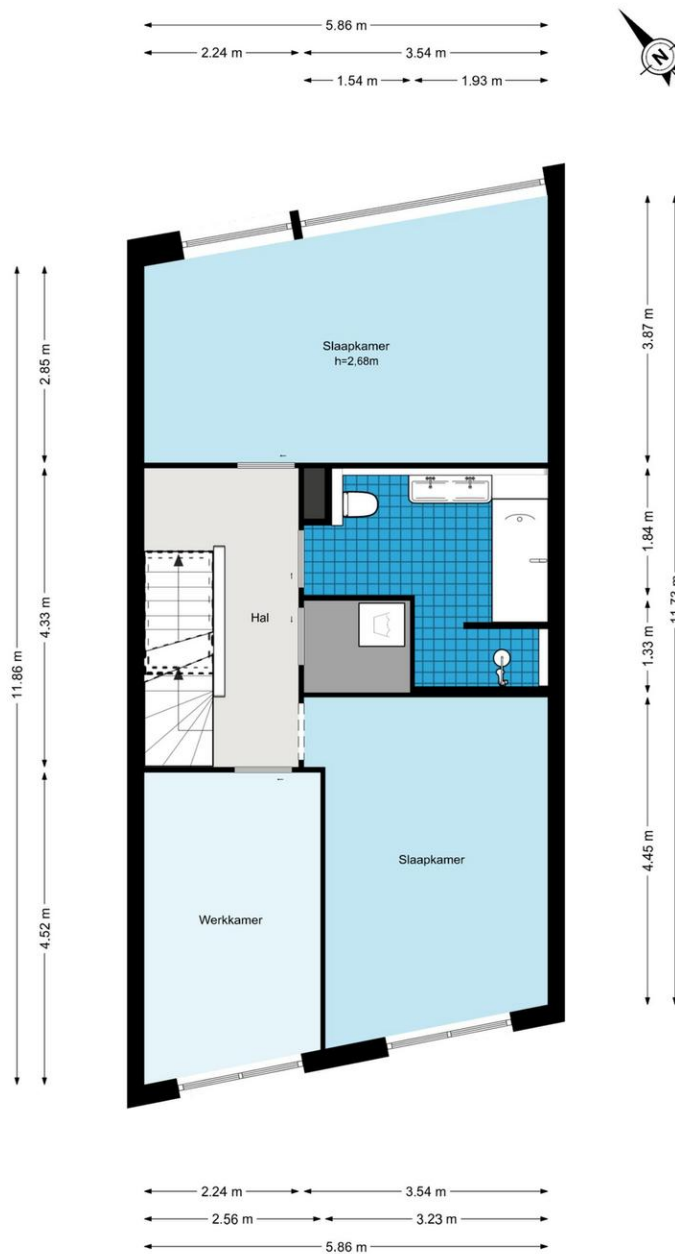 5.86 m
2.24 m
3.54 m
1.54 m
1.93 m
N
Slaapkamer
h=2,68m
Hal
Slaapkamer
Werkkamer
11.86 m
2.85 m
4.33 m
4.52 m
3.87 m
1.84 m
1.33 m
4.45 m
11.73 m
2.24 m
3.54 m
2.56 m
3.23 m
5.86 m